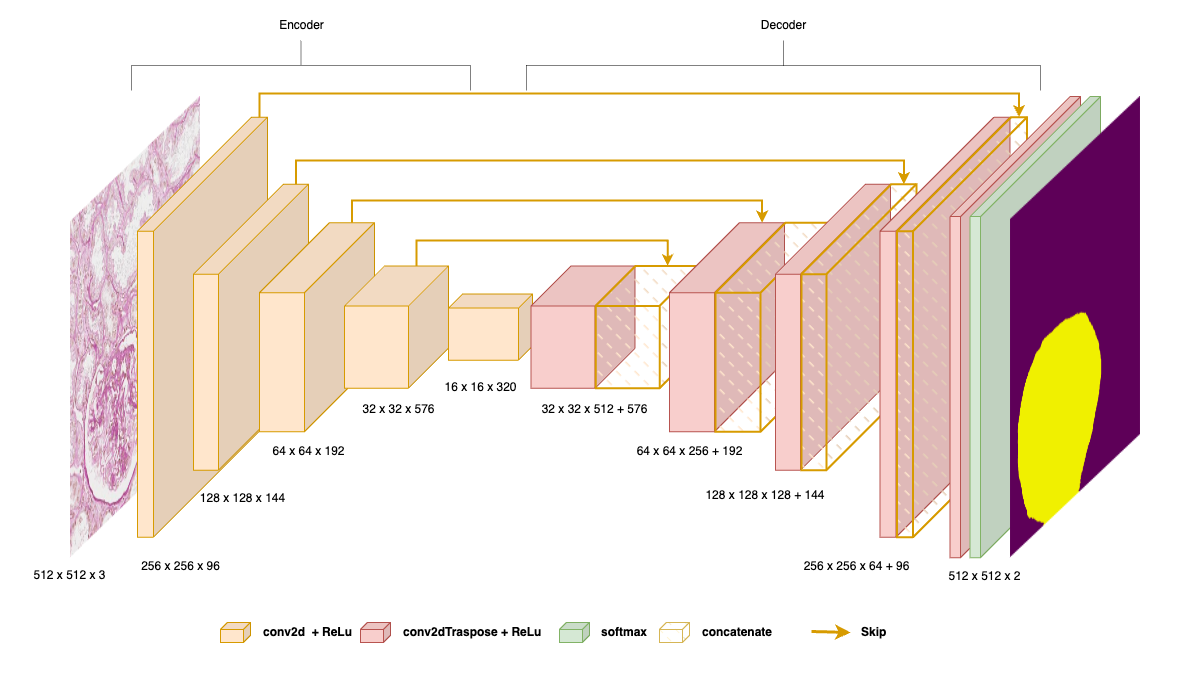 Encoder
Decoder
16 x 16 x 320
32 x 32 x 576
32 x 32 x 512 + 576
64 x 64 x 192
64 x 64 x 256 + 192
128 x 128 x 144
128 x 128 x 128 + 144
256 x 256 x 96
256 x 256 x 64 + 96
512 x 512 x 3
512 x 512 x 2
conv2d + ReLu
conv2dTraspose + ReLu
softmax
concatenate
Skip